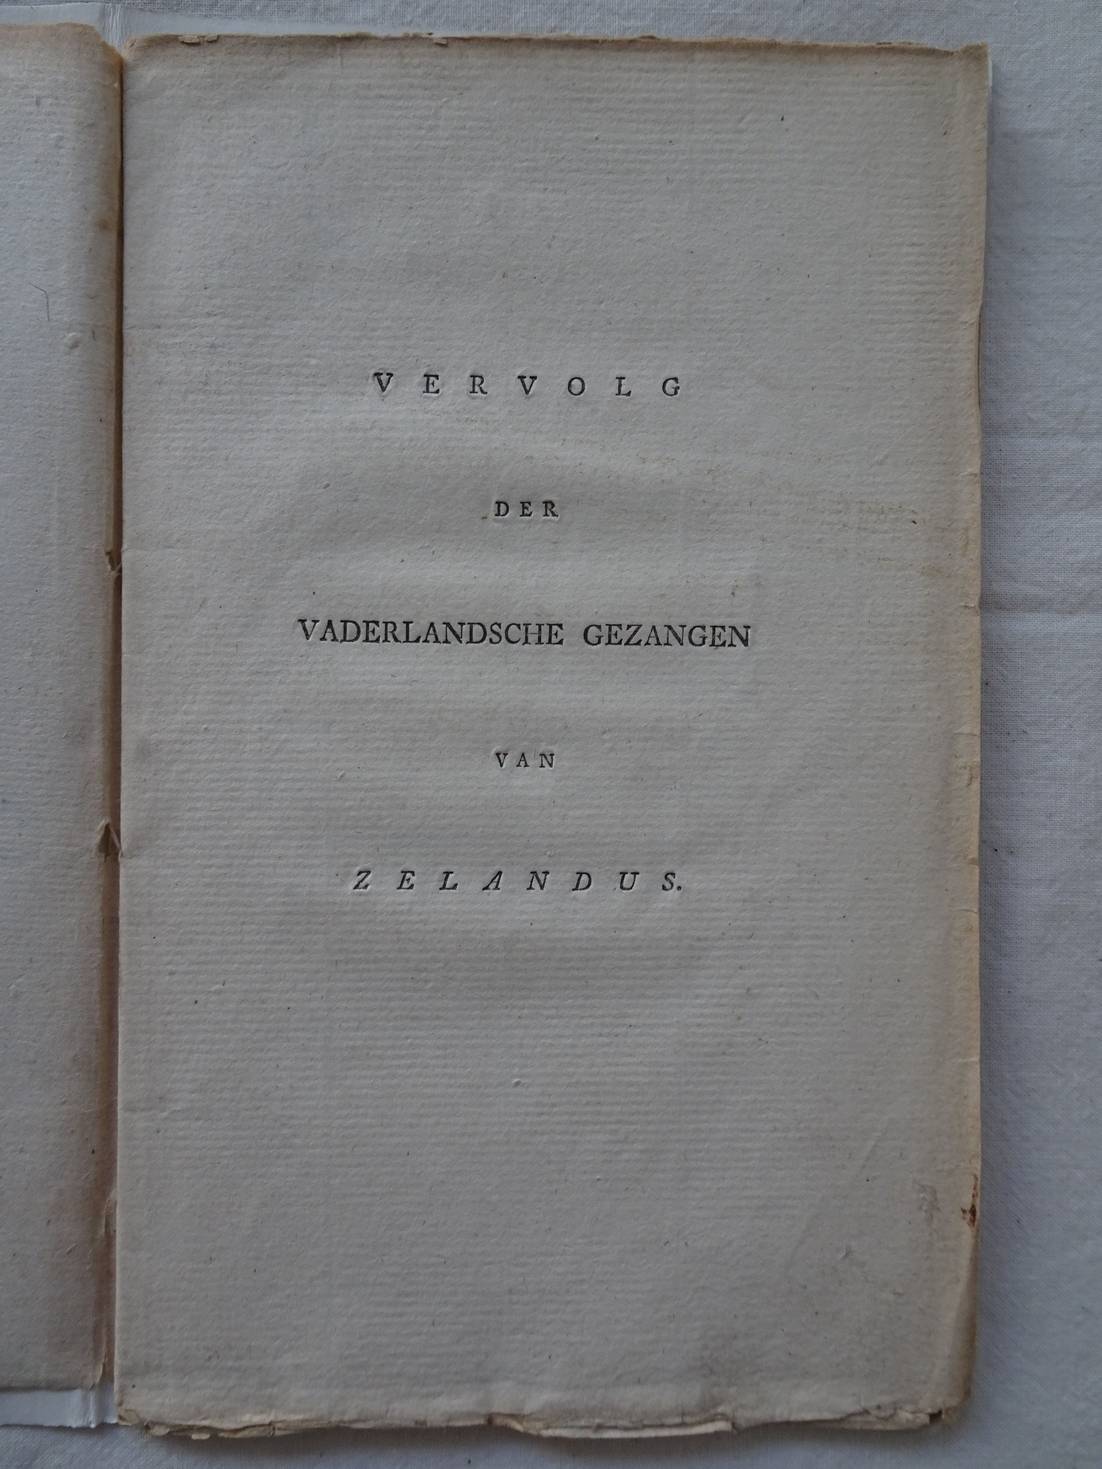 VERVOLG
DER
VADERLANDSCHE GEZANGEN
VAN
ZELANDUS.